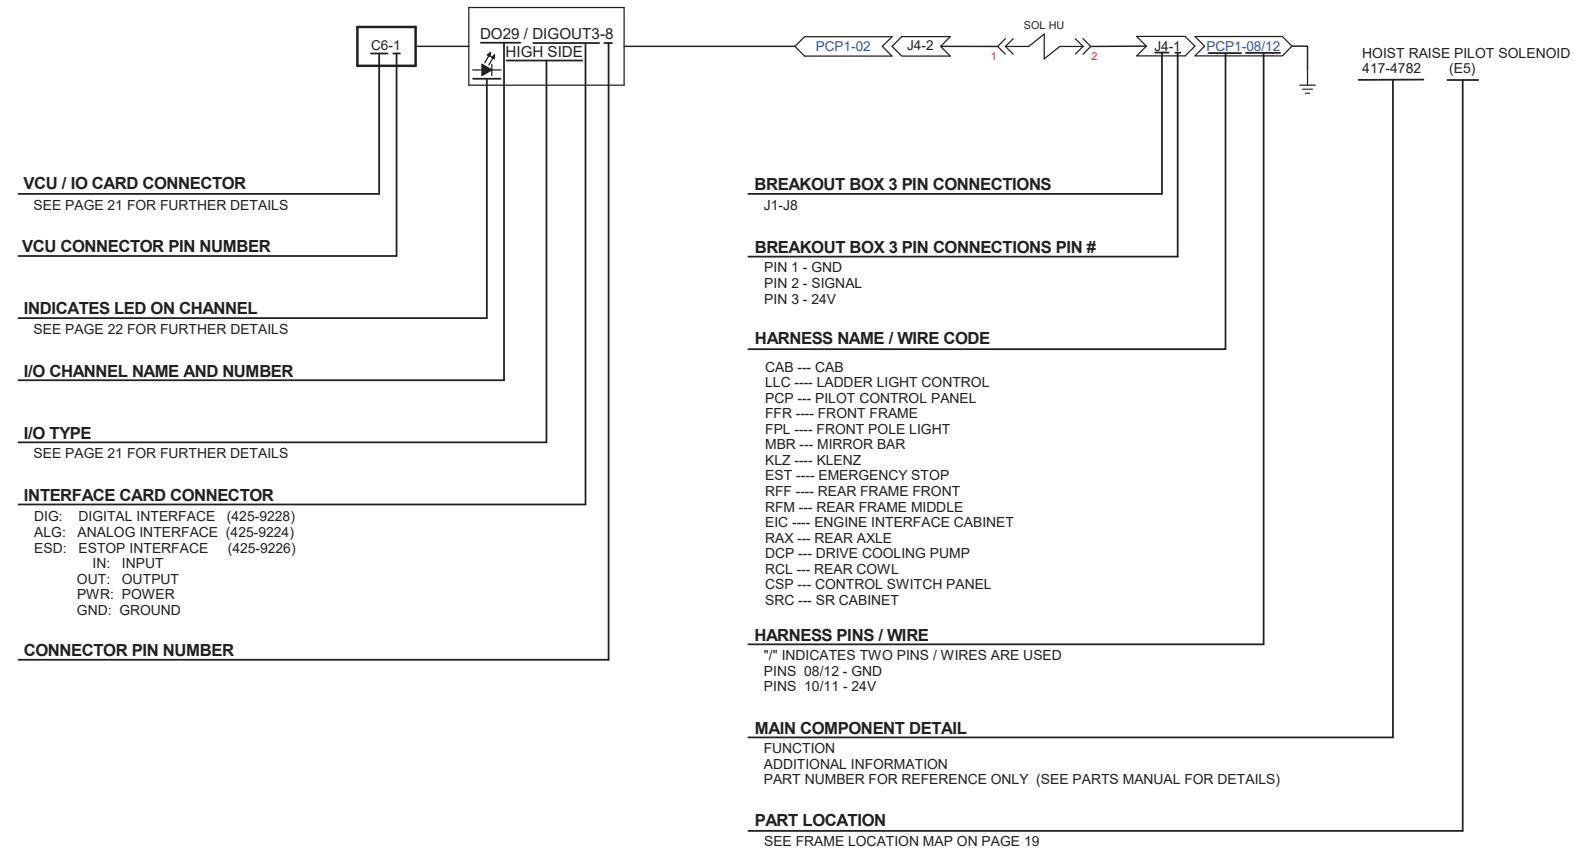 C6-1
DO29 / DIGOUT3-8
HIGH SIDE
PCP1-02
J4-2
SOL HU
1
2
J4-1
PCP1-08/12
HOIST RAISE PILOT SOLENOID
417-4782 (E5)
VCU / IO CARD CONNECTOR
SEE PAGE 21 FOR FURTHER DETAILS
VCU CONNECTOR PIN NUMBER
INDICATES LED ON CHANNEL
SEE PAGE 22 FOR FURTHER DETAILS
I/O CHANNEL NAME AND NUMBER
I/O TYPE
SEE PAGE 21 FOR FURTHER DETAILS
INTERFACE CARD CONNECTOR
DIG: DIGITAL INTERFACE (425-9228)
ALG: ANALOG INTERFACE (425-9224)
ESD: ESTOP INTERFACE (425-9226)
IN: INPUT
OUT: OUTPUT
PWR: POWER
GND: GROUND
CONNECTOR PIN NUMBER
BREAKOUT BOX 3 PIN CONNECTIONS
J1-J8
BREAKOUT BOX 3 PIN CONNECTIONS PIN #
PIN 1 - GND
PIN 2 - SIGNAL
PIN 3 - 24V
HARNESS NAME / WIRE CODE
CAB --- CAB
LLC ---- LADDER LIGHT CONTROL
PCP --- PILOT CONTROL PANEL
FFR ---- FRONT FRAME
FPL ---- FRONT POLE LIGHT
MBR --- MIRROR BAR
KLZ ---- KLENZ
EST ---- EMERGENCY STOP
RFF ---- REAR FRAME FRONT
RFM --- REAR FRAME MIDDLE
EIC ---- ENGINE INTERFACE CABINET
RAX --- REAR AXLE
DCP --- DRIVE COOLING PUMP
RCL --- REAR COWL
CSP --- CONTROL SWITCH PANEL
SRC --- SR CABINET
HARNESS PINS / WIRE
"/" INDICATES TWO PINS / WIRES ARE USED
PINS 08/12 - GND
PINS 10/11 - 24V
MAIN COMPONENT DETAIL
FUNCTION
ADDITIONAL INFORMATION
PART NUMBER FOR REFERENCE ONLY (SEE PARTS MANUAL FOR DETAILS)
PART LOCATION
SEE FRAME LOCATION MAP ON PAGE 19